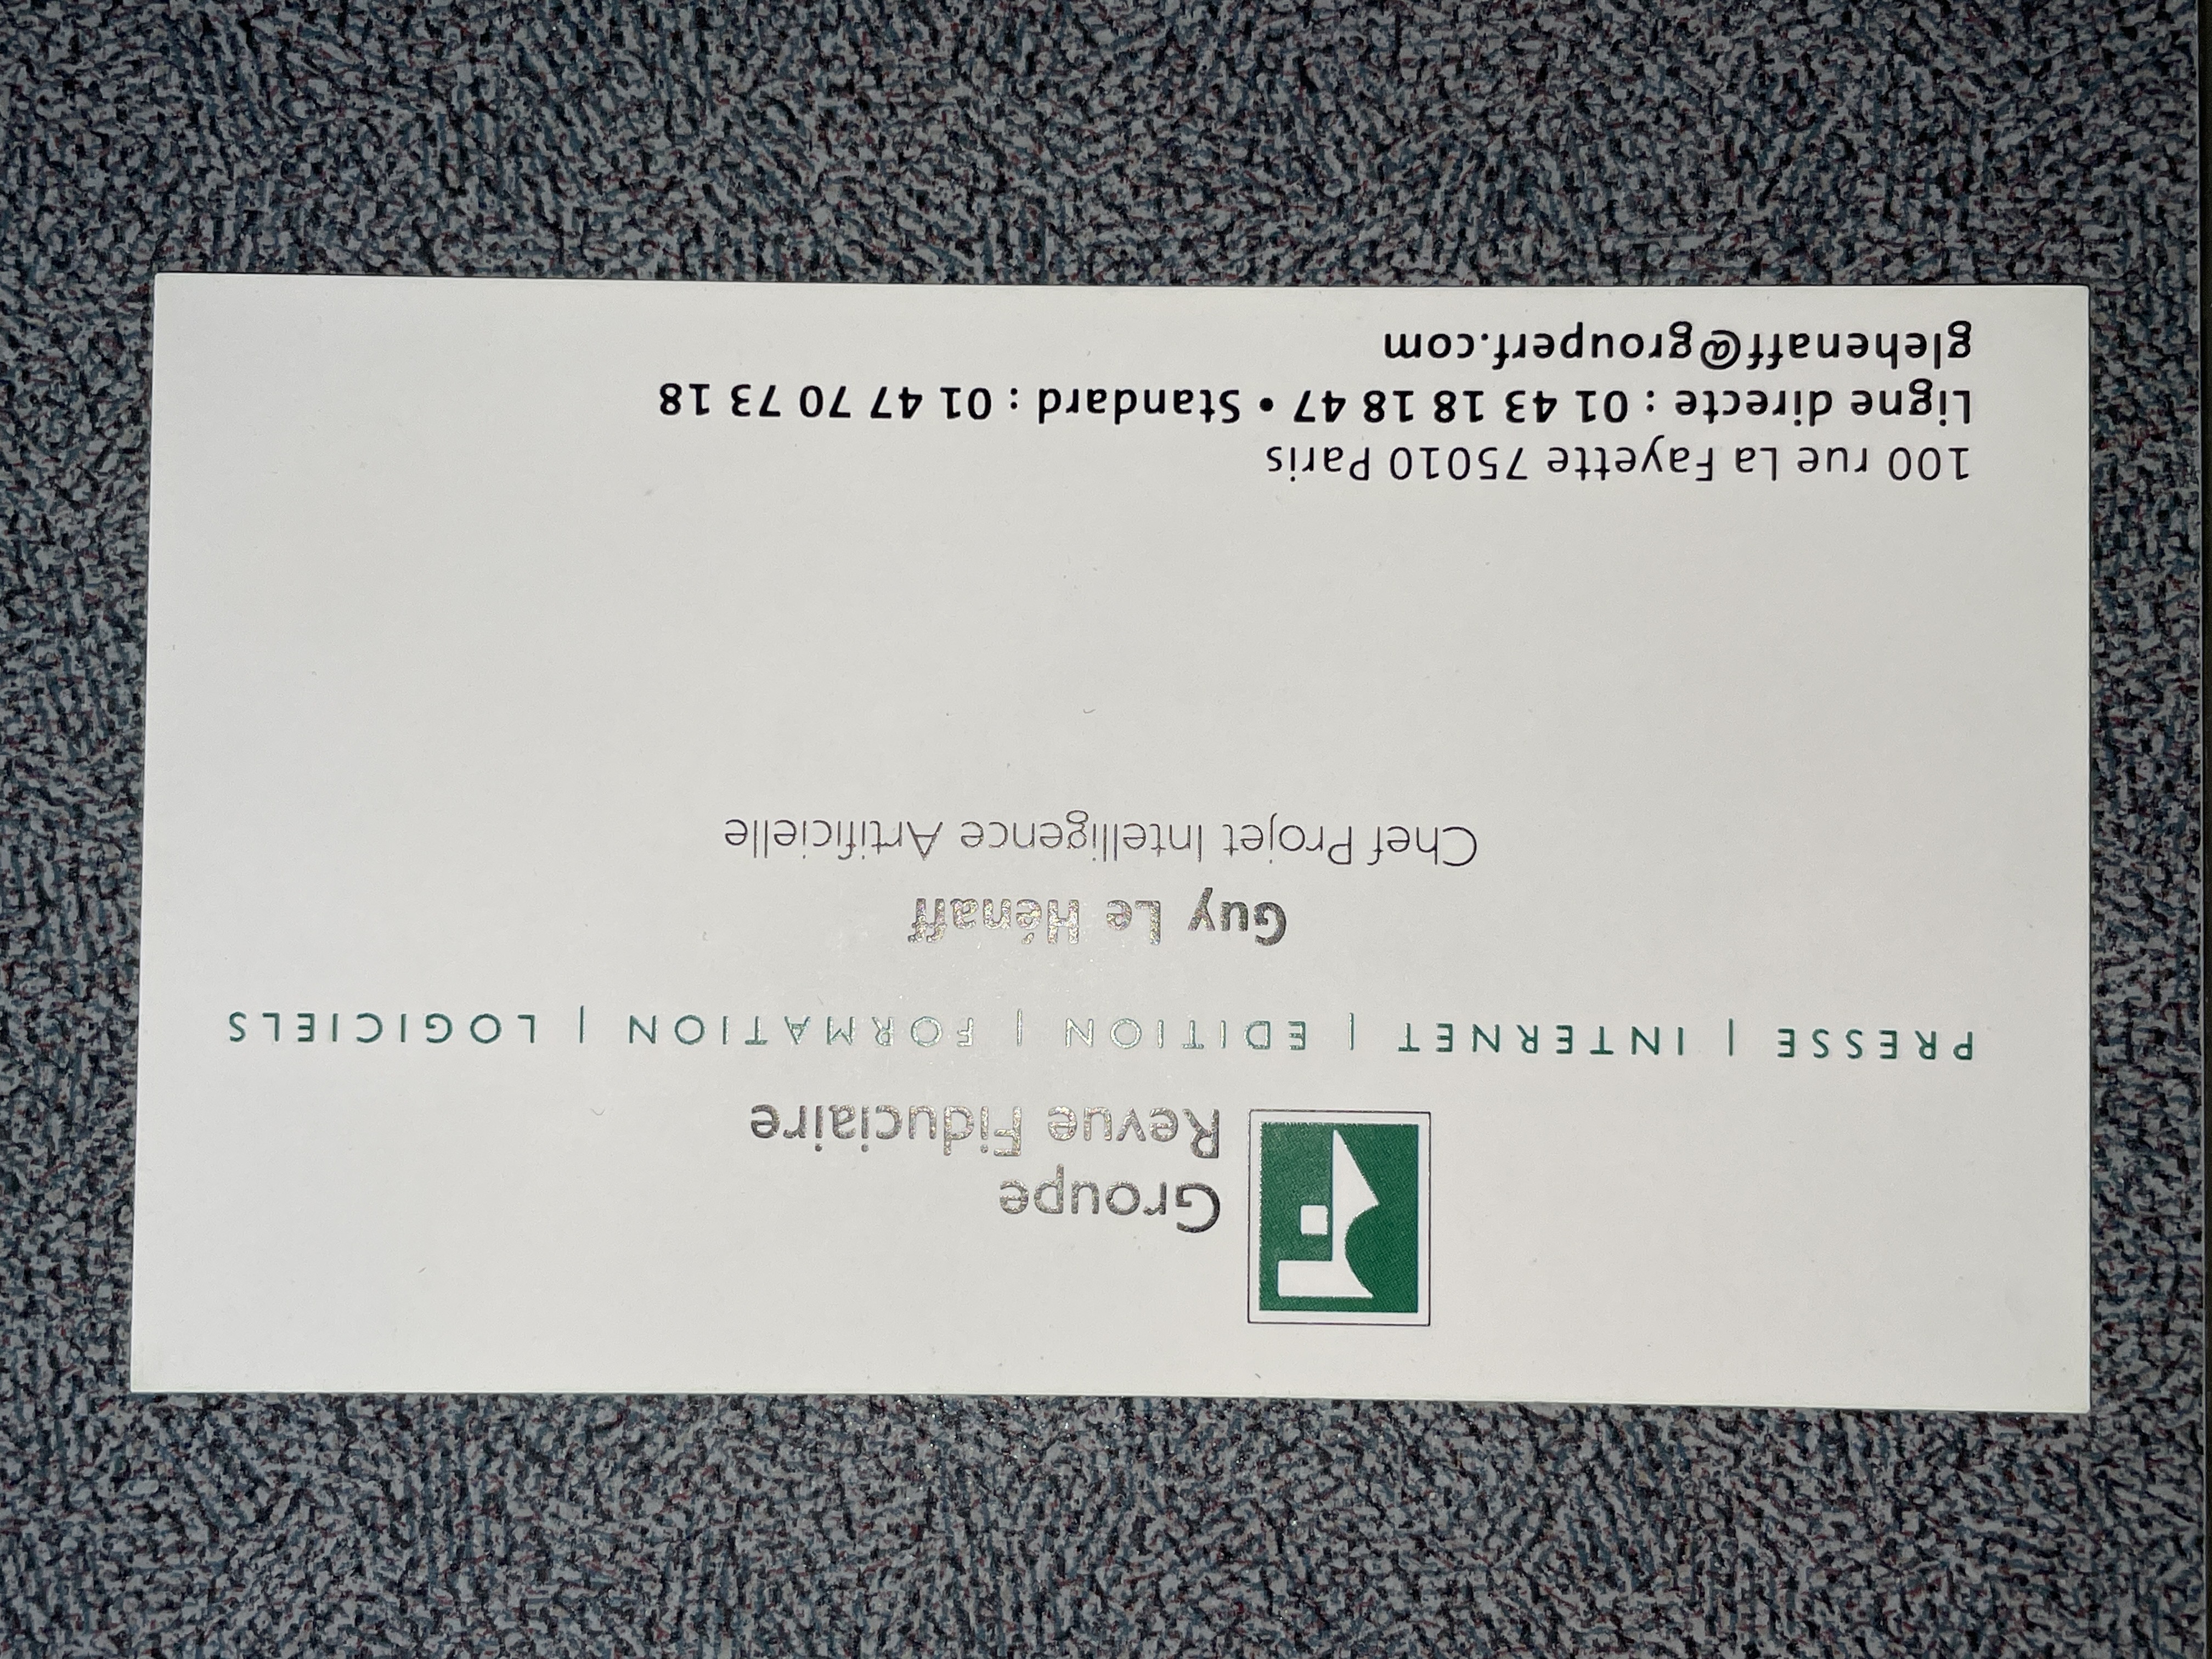 Groupe
Revue Fiduciaire
PRESSE | INTERNET | EDITION | FORMATION | LOGICIELS
Guy Le Hénaff
Chef Projet Intelligence Artificielle
100 rue La Fayette 75010 Paris
Ligne directe : 01 43 18 18 47 • Standard : 01 47 70 73 18
glehenaff@grouperf.com